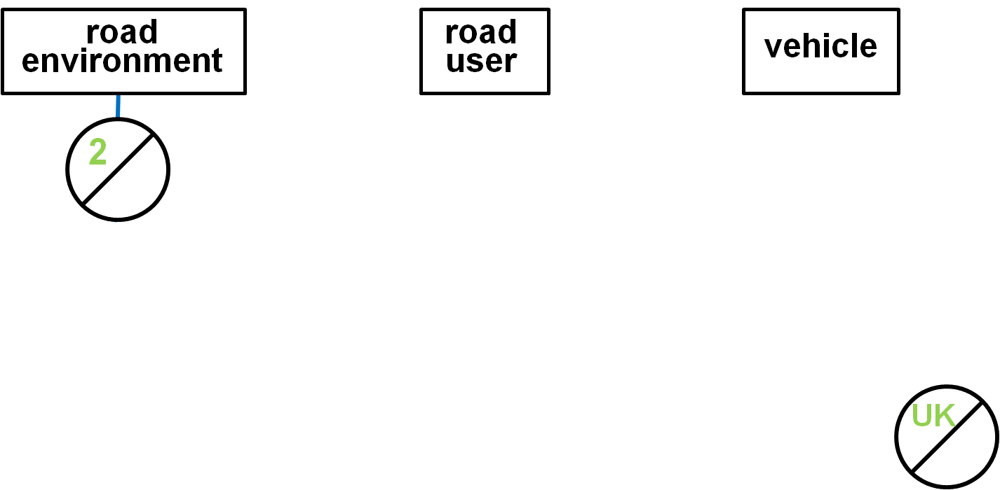 road
environment
road
user
vehicle
2
UK